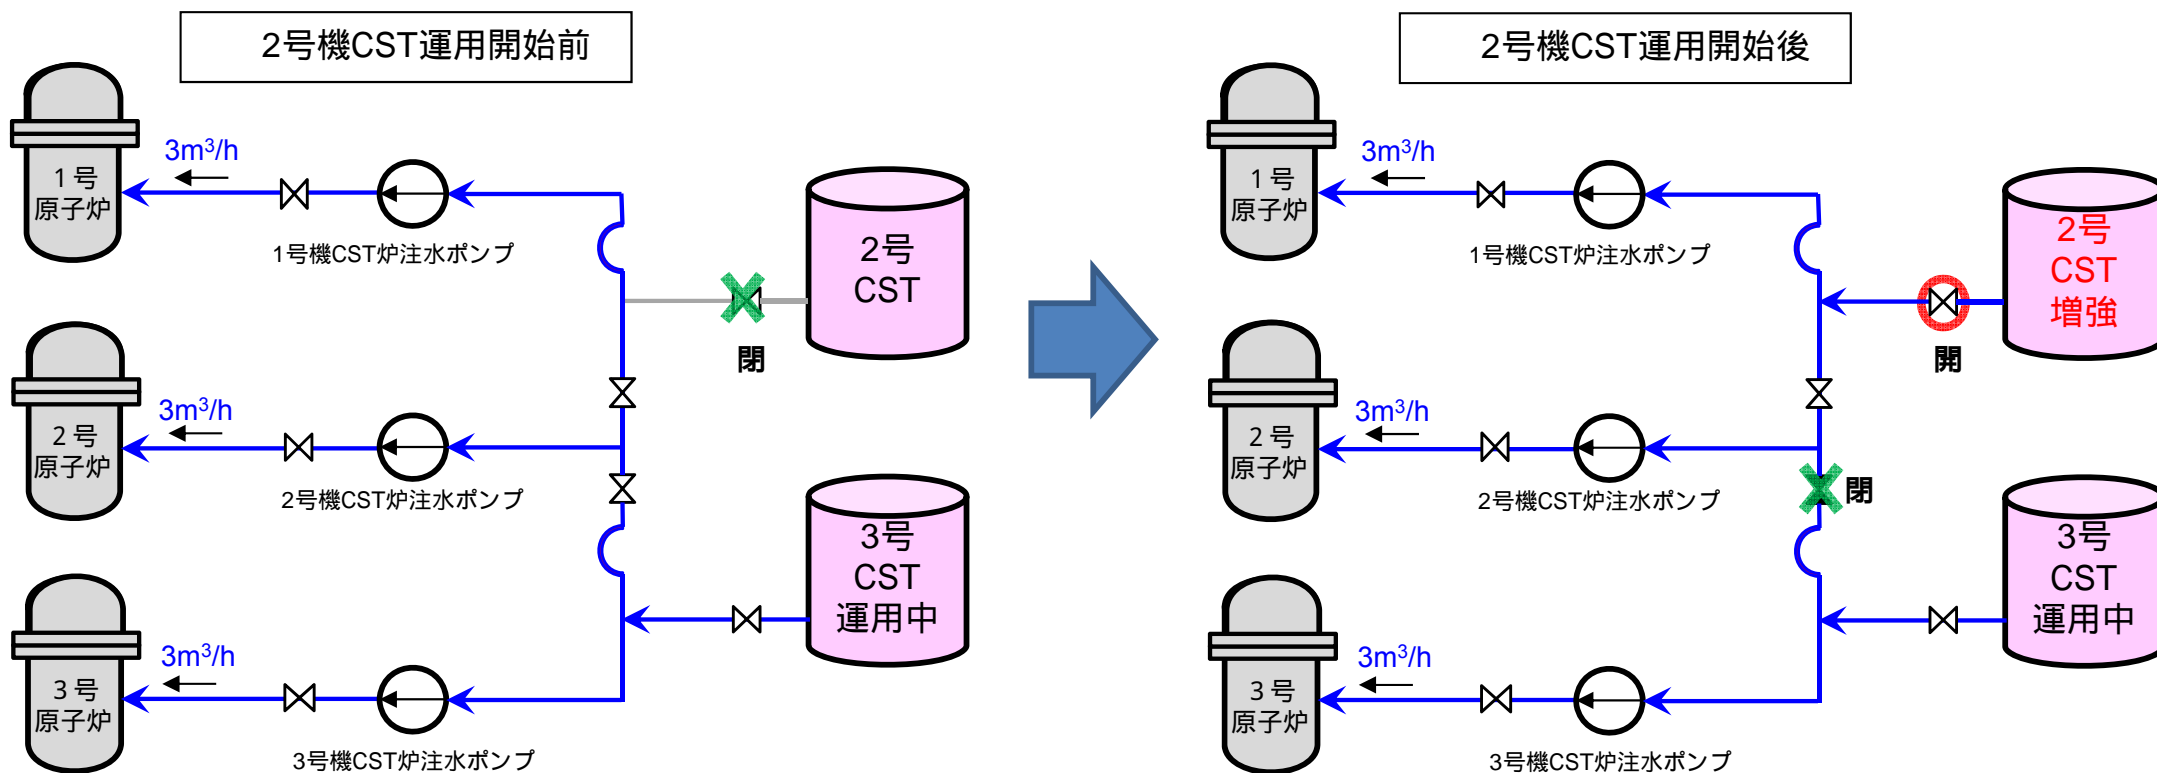 2号機CST運用開始前
3m³/h
1号
原子炉
1号機CST炉注水ポンプ
2号
CST
閉
3m³/h
2号
原子炉
2号機CST炉注水ポンプ
3号
CST
運用中
3m³/h
3号
原子炉
3号機CST炉注水ポンプ
2号機CST運用開始後
3m³/h
1号
原子炉
1号機CST炉注水ポンプ
2号
CST
増強
開
3m³/h
2号
原子炉
2号機CST炉注水ポンプ
閉
3号
CST
運用中
3m³/h
3号
原子炉
3号機CST炉注水ポンプ